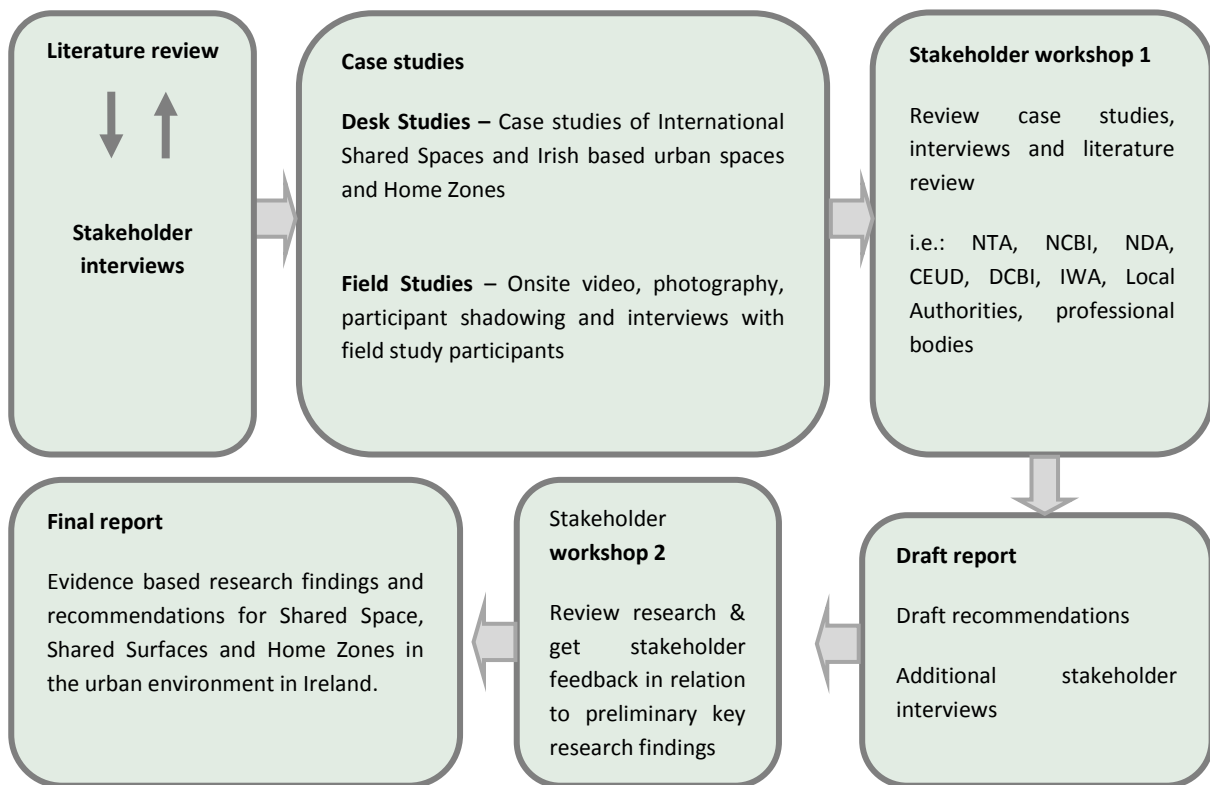 Literature review
Stakeholder
interviews
Case studies
Desk Studies – Case studies of International
Shared Spaces and Irish based urban spaces
and Home Zones
Field Studies – Onsite video, photography,
participant shadowing and interviews with
field study participants
Stakeholder workshop 1
Review case studies,
interviews and literature
review
i.e.: NTA, NCBI, NDA,
CEUD, DCBI, IWA, Local
Authorities, professional
bodies
Draft report
Draft recommendations
Additional stakeholder
interviews
Stakeholder
workshop 2
Review research &
get stakeholder
feedback in relation
to preliminary key
research findings
Final report
Evidence based research findings and
recommendations for Shared Space,
Shared Surfaces and Home Zones in
the urban environment in Ireland.